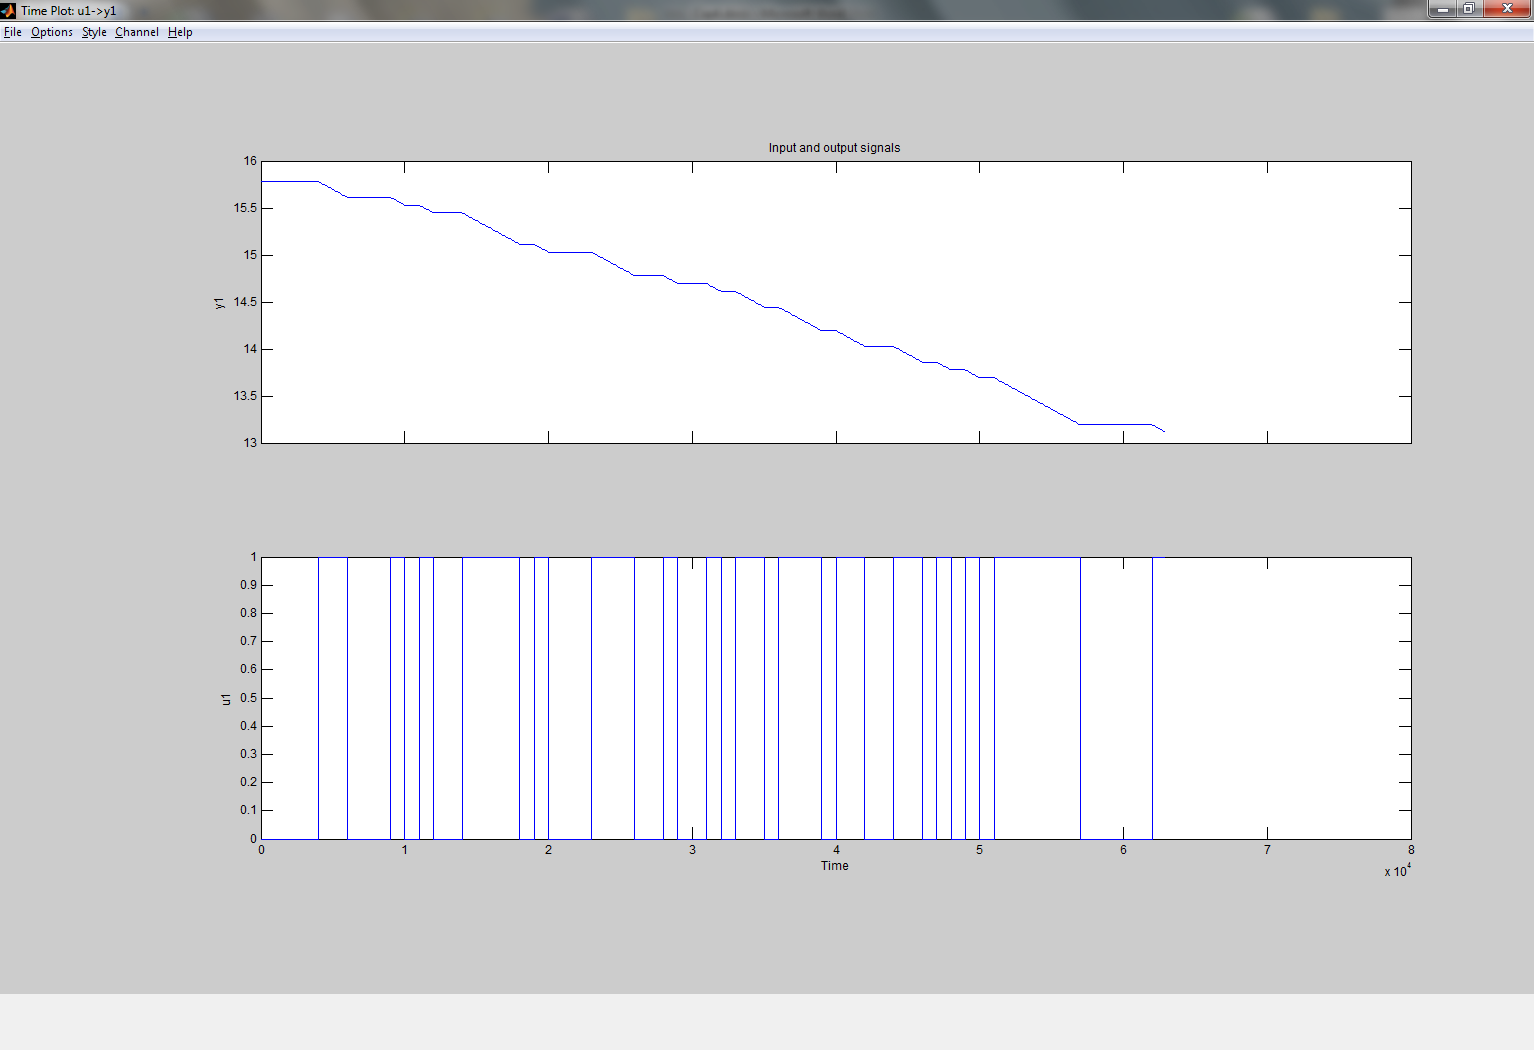 Time Plot: u1->y1
File Options Style Channel Help
Input and output signals
16
15.5
15
14.5
14
13.5
13
y1
1
0.9
0.8
0.7
0.6
0.5
0.4
0.3
0.2
0.1
0
u1
0 1 2 3 4 5 6 7 8
Time
x 10^4